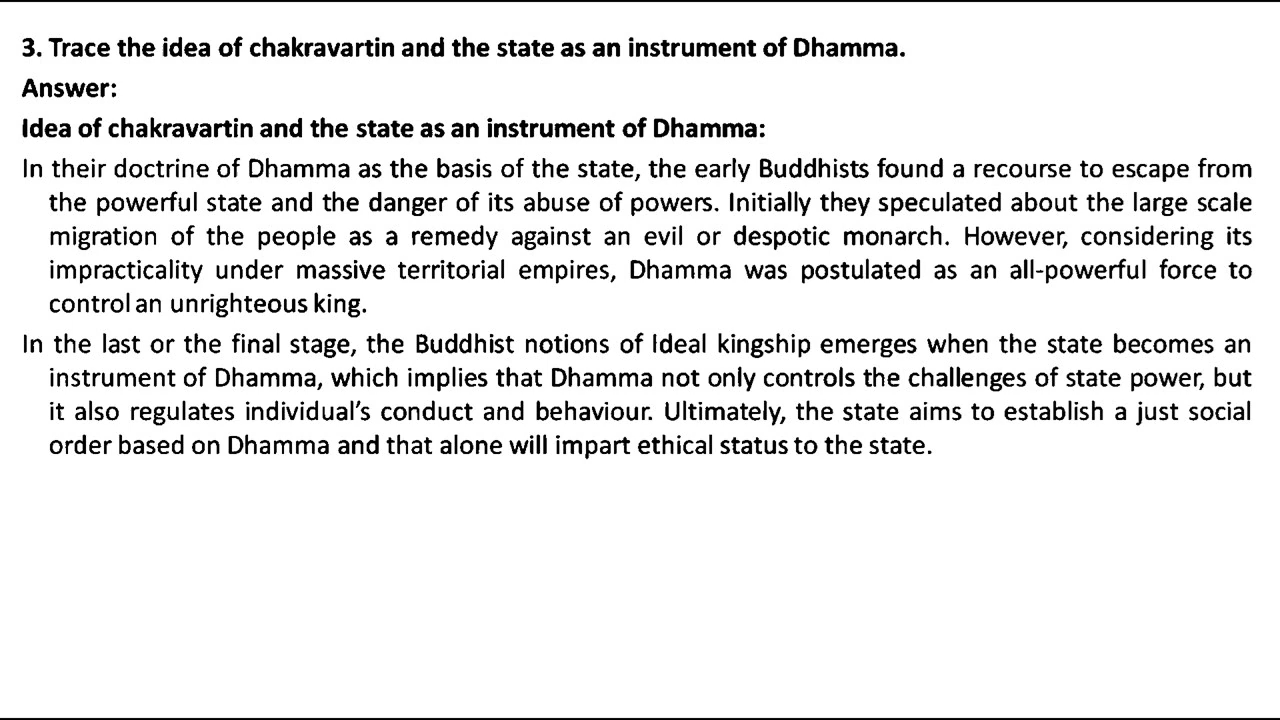 3. Trace the idea of chakravartin and the state as an instrument of Dhamma.
Answer:
Idea of chakravartin and the state as an instrument of Dhamma:
In their doctrine of Dhamma as the basis of the state, the early Buddhists found a recourse to escape from
the powerful state and the danger of its abuse of powers. Initially they speculated about the large scale
migration of the people as a remedy against an evil or despotic monarch. However, considering its
impracticality under massive territorial empires, Dhamma was postulated as an all-powerful force to
control an unrighteous king.
In the last or the final stage, the Buddhist notions of Ideal kingship emerges when the state becomes an
instrument of Dhamma, which implies that Dhamma not only controls the challenges of state power, but
it also regulates individual's conduct and behaviour. Ultimately, the state aims to establish a just social
order based on Dhamma and that alone will impart ethical status to the state.